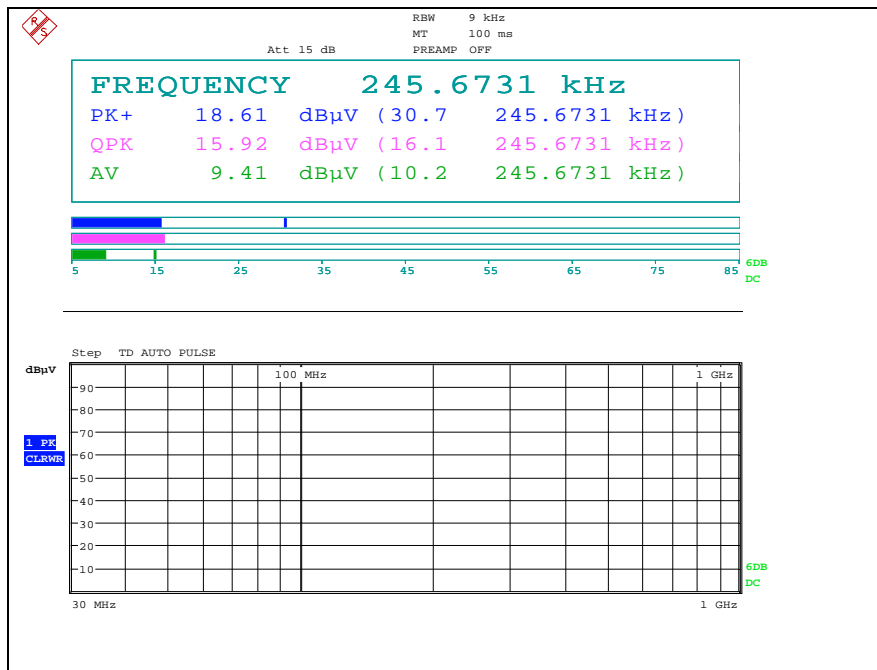 R S
RBW 9 kHz
MT 100 ms
Att 15 dB PREAMP OFF
FREQUENCY 245.6731 kHz
PK+ 18.61 dBµV (30.7 245.6731 kHz)
QPK 15.92 dBµV (16.1 245.6731 kHz)
AV 9.41 dBµV (10.2 245.6731 kHz)
5 15 25 35 45 55 65 75 85
6DB
DC
Step TD AUTO PULSE
dBµV
100 MHz 1 GHz
90
80
70
1 PK
CLRWR
60
50
40
30
20
10
6DB
DC
30 MHz 1 GHz